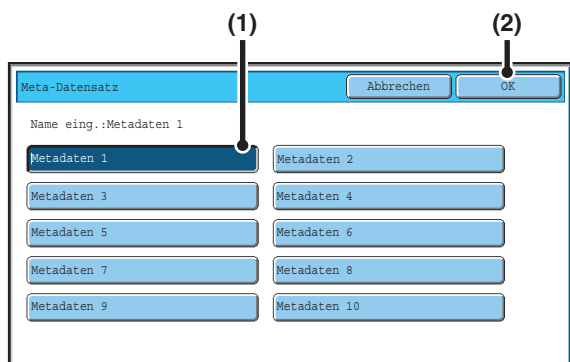 (1) (2)
Meta-Datensatz Abbrechen OK
Name eing.:Metadaten 1
Metadaten 1 Metadaten 2
Metadaten 3 Metadaten 4
Metadaten 5 Metadaten 6
Metadaten 7 Metadaten 8
Metadaten 9 Metadaten 10